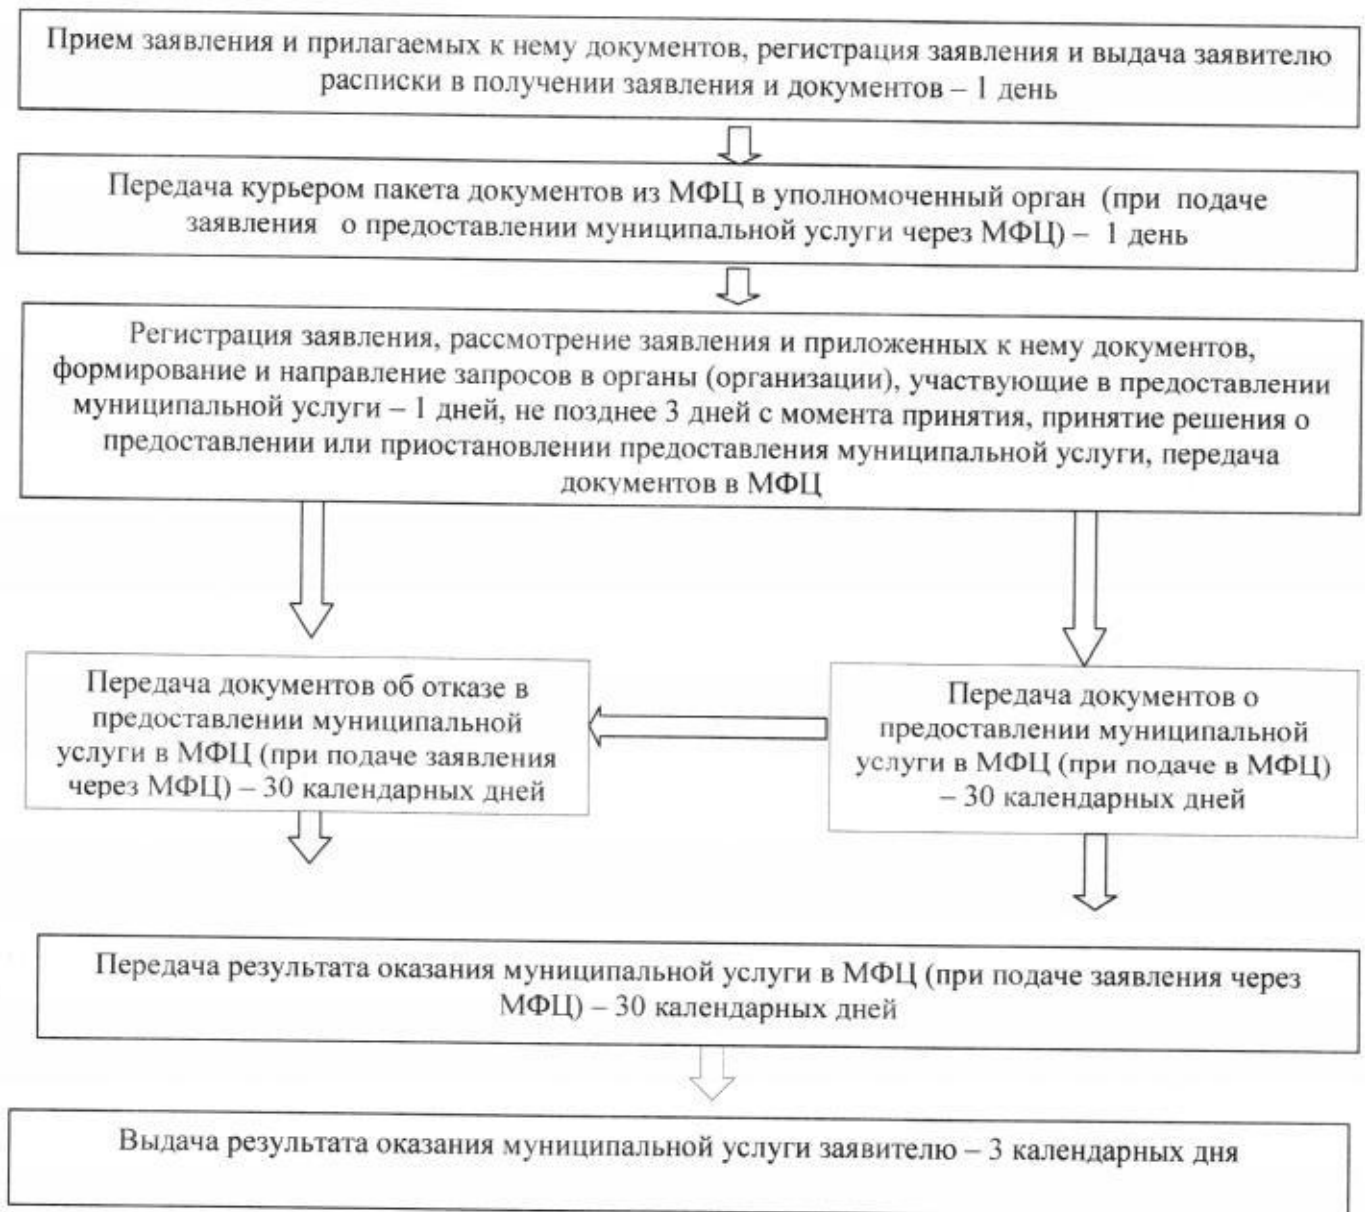 Прием заявления и прилагаемых к нему документов, регистрация заявления и выдача заявителю
расписки в получении заявления и документов – 1 день
Передача курьером пакета документов из МФЦ в уполномоченный орган (при подаче
заявления о предоставлении муниципальной услуги через МФЦ) – 1 день
Регистрация заявления, рассмотрение заявления и приложенных к нему документов,
формирование и направление запросов в органы (организации), участвующие в предоставлении
муниципальной услуги – 1 дней, не позднее 3 дней с момента принятия, принятие решения о
предоставлении или приостановлении предоставления муниципальной услуги, передача
документов в МФЦ
Передача документов об отказе в
предоставлении муниципальной
услуги в МФЦ (при подаче заявления
через МФЦ) – 30 календарных дней
Передача документов о
предоставлении муниципальной
услуги в МФЦ (при подаче в МФЦ)
– 30 календарных дней
Передача результата оказания муниципальной услуги в МФЦ (при подаче заявления через
МФЦ) – 30 календарных дней
Выдача результата оказания муниципальной услуги заявителю – 3 календарных дня